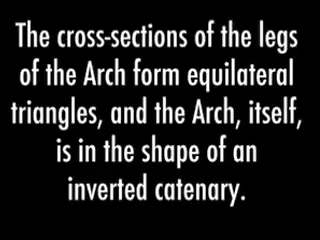 The cross-sections of the legs
of the Arch form equilateral
triangles, and the Arch, itself,
is in the shape of an
inverted catenary.